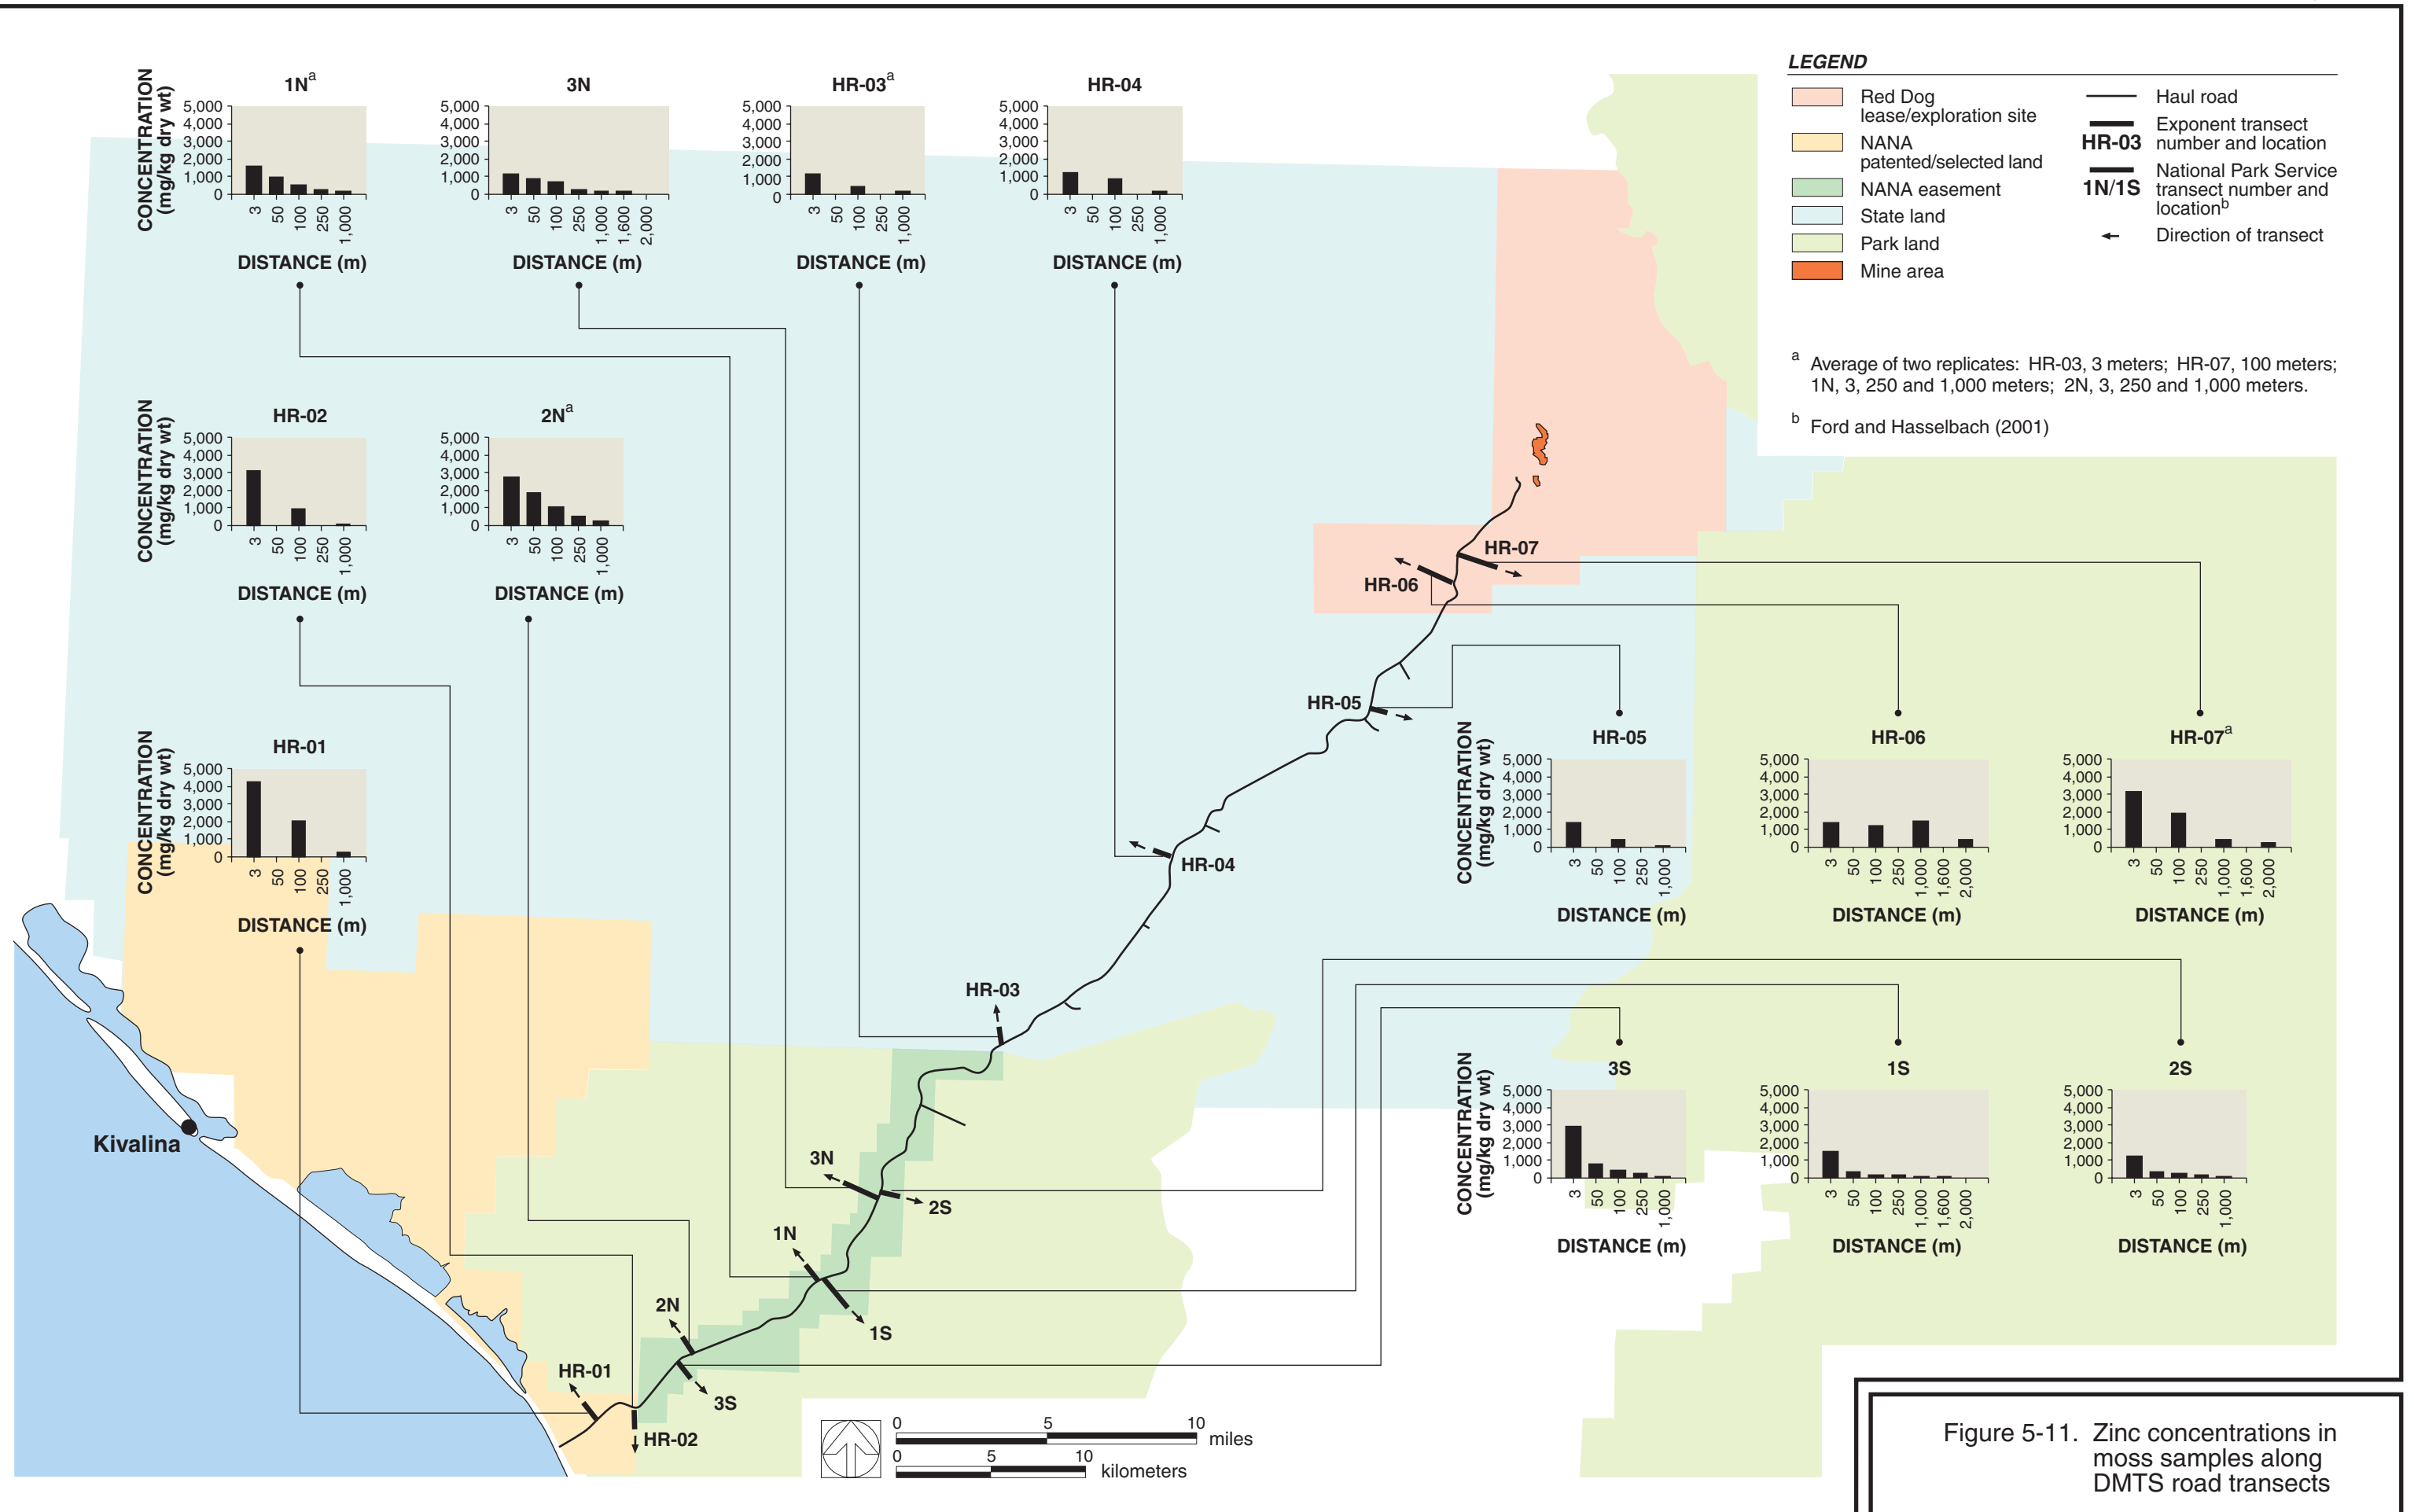 LEGEND
Red Dog
lease/exploration site
NANA
patented/selected land
NANA easement
State land
Park land
Mine area
Haul road
Exponent transect
number and location
HR-03
National Park Service
transect number and
location^b
1N/1S
Direction of transect
a Average of two replicates: HR-03, 3 meters; HR-07, 100 meters;
1N, 3, 250 and 1,000 meters; 2N, 3, 250 and 1,000 meters.
b Ford and Hasselbach (2001)
1N^a
CONCENTRATION
(mg/kg dry wt)
5,000
4,000
3,000
2,000
1,000
0
3 50 100 250 1,000
DISTANCE (m)
3N
5,000
4,000
3,000
2,000
1,000
0
3 50 100 250 1,000 1,600 2,000
DISTANCE (m)
HR-03^a
5,000
4,000
3,000
2,000
1,000
0
3 50 100 250 1,000
DISTANCE (m)
HR-04
5,000
4,000
3,000
2,000
1,000
0
3 50 100 250 1,000
DISTANCE (m)
HR-02
CONCENTRATION
(mg/kg dry wt)
5,000
4,000
3,000
2,000
1,000
0
3 50 100 250 1,000
DISTANCE (m)
2N^a
5,000
4,000
3,000
2,000
1,000
0
3 50 100 250 1,000
DISTANCE (m)
HR-01
CONCENTRATION
(mg/kg dry wt)
5,000
4,000
3,000
2,000
1,000
0
3 50 100 250 1,000
DISTANCE (m)
HR-05
CONCENTRATION
(mg/kg dry wt)
5,000
4,000
3,000
2,000
1,000
0
3 50 100 250 1,000
DISTANCE (m)
HR-06
5,000
4,000
3,000
2,000
1,000
0
3 50 100 250 1,000 1,600 2,000
DISTANCE (m)
HR-07^a
5,000
4,000
3,000
2,000
1,000
0
3 50 100 250 1,000 1,600 2,000
DISTANCE (m)
3S
CONCENTRATION
(mg/kg dry wt)
5,000
4,000
3,000
2,000
1,000
0
3 50 100 250 1,000
DISTANCE (m)
1S
5,000
4,000
3,000
2,000
1,000
0
3 50 100 250 1,000 1,600 2,000
DISTANCE (m)
2S
5,000
4,000
3,000
2,000
1,000
0
3 50 100 250 1,000
DISTANCE (m)
HR-07
HR-06
HR-05
HR-04
HR-03
3N
2S
1N
1S
2N
3S
HR-01
HR-02
Kivalina
0 5 10
miles
0 5 10
kilometers
Figure 5-11. Zinc concentrations in
moss samples along
DMTS road transects